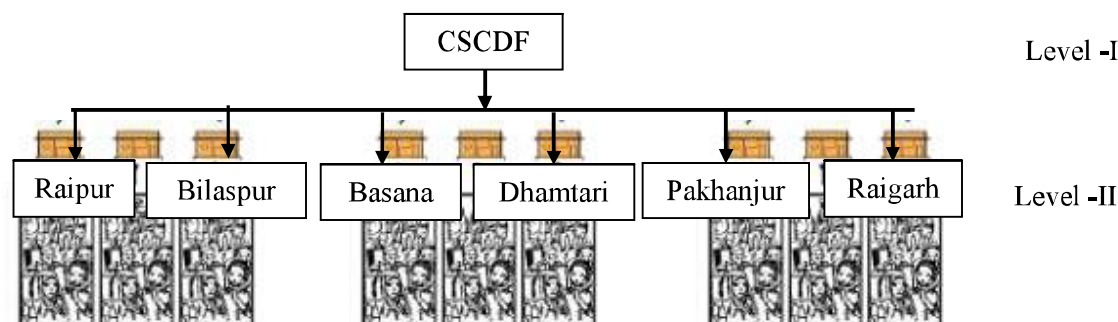 CSCDF
Level -I
Raipur
Bilaspur
Basana
Dhamtari
Pakhanjur
Raigarh
Level -II